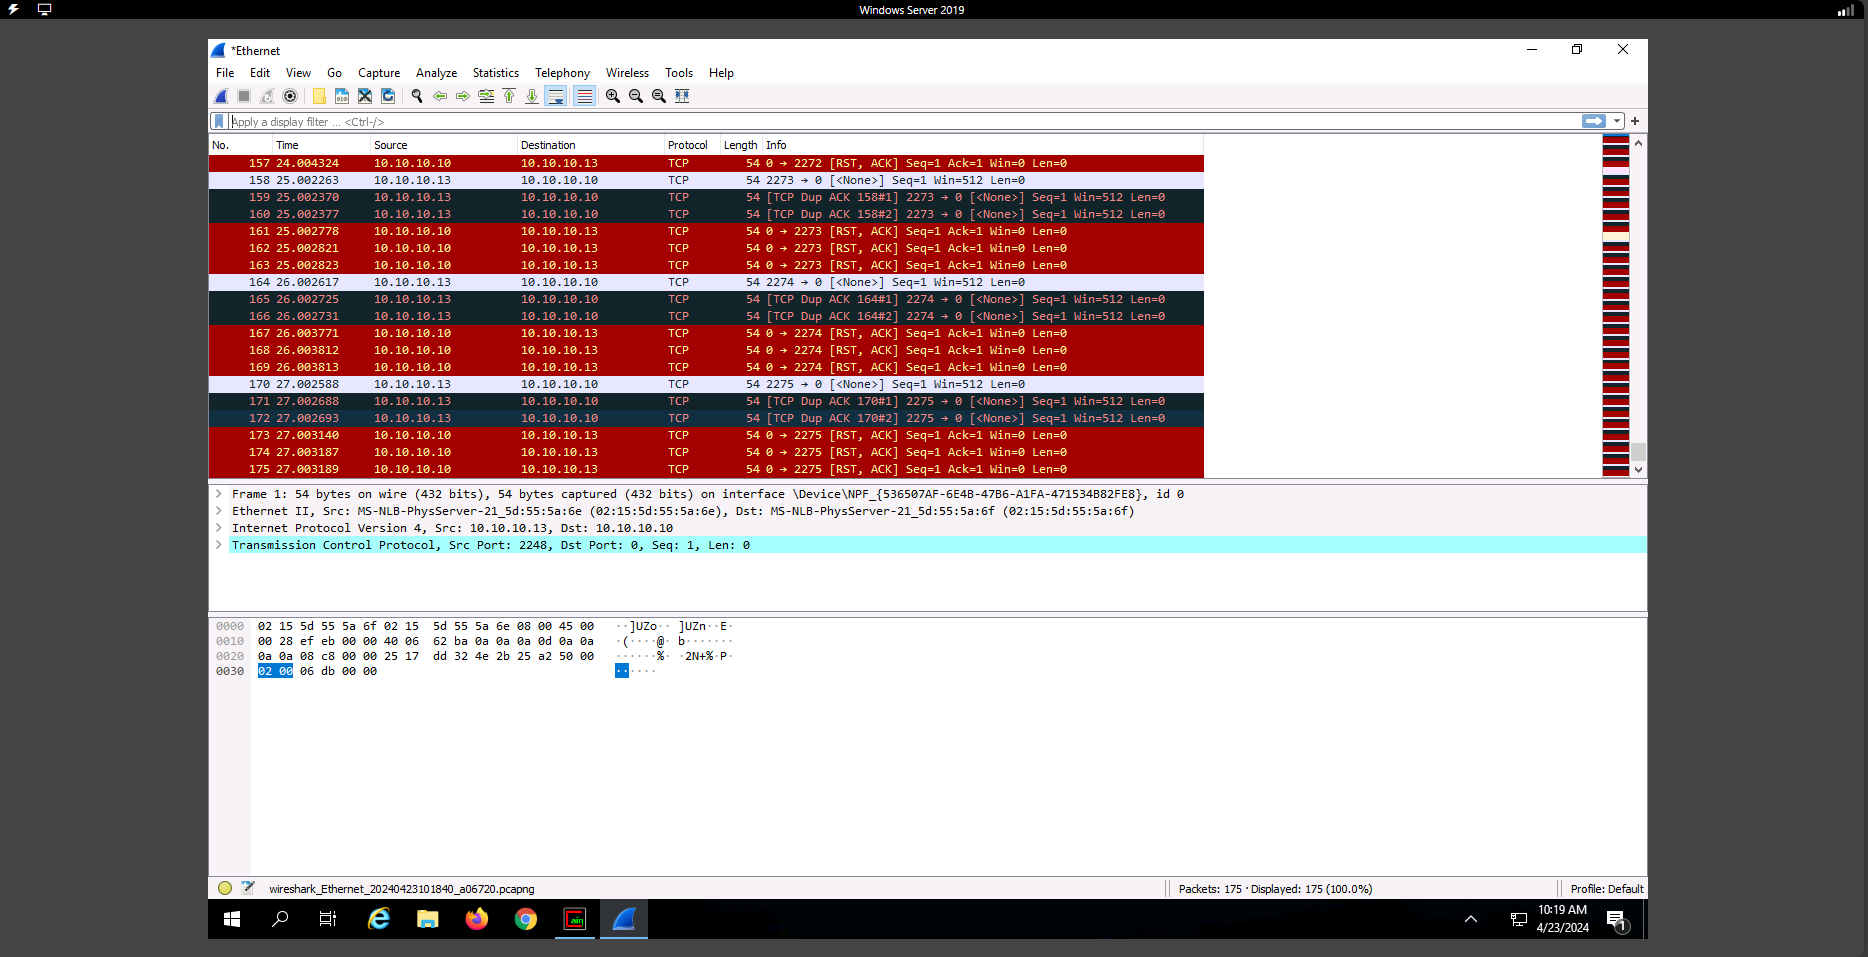 Windows Server 2019
*Ethernet
File Edit View Go Capture Analyze Statistics Telephony Wireless Tools Help
Apply a display filter ... <Ctrl-/>
No. Time Source Destination Protocol Length Info
157 24.004324 10.10.10.10 10.10.10.13 TCP 54 0 → 2272 [RST, ACK] Seq=1 Ack=1 Win=0 Len=0
158 25.002263 10.10.10.13 10.10.10.10 TCP 54 2273 → 0 [<None>] Seq=1 Win=512 Len=0
159 25.002370 10.10.10.13 10.10.10.10 TCP 54 [TCP Dup ACK 158#1] 2273 → 0 [<None>] Seq=1 Win=512 Len=0
160 25.002377 10.10.10.13 10.10.10.10 TCP 54 [TCP Dup ACK 158#2] 2273 → 0 [<None>] Seq=1 Win=512 Len=0
161 25.002778 10.10.10.10 10.10.10.13 TCP 54 0 → 2273 [RST, ACK] Seq=1 Ack=1 Win=0 Len=0
162 25.002821 10.10.10.10 10.10.10.13 TCP 54 0 → 2273 [RST, ACK] Seq=1 Ack=1 Win=0 Len=0
163 25.002823 10.10.10.10 10.10.10.13 TCP 54 0 → 2273 [RST, ACK] Seq=1 Ack=1 Win=0 Len=0
164 26.002617 10.10.10.13 10.10.10.10 TCP 54 2274 → 0 [<None>] Seq=1 Win=512 Len=0
165 26.002725 10.10.10.13 10.10.10.10 TCP 54 [TCP Dup ACK 164#1] 2274 → 0 [<None>] Seq=1 Win=512 Len=0
166 26.002731 10.10.10.13 10.10.10.10 TCP 54 [TCP Dup ACK 164#2] 2274 → 0 [<None>] Seq=1 Win=512 Len=0
167 26.003771 10.10.10.10 10.10.10.13 TCP 54 0 → 2274 [RST, ACK] Seq=1 Ack=1 Win=0 Len=0
168 26.003812 10.10.10.10 10.10.10.13 TCP 54 0 → 2274 [RST, ACK] Seq=1 Ack=1 Win=0 Len=0
169 26.003813 10.10.10.10 10.10.10.13 TCP 54 0 → 2274 [RST, ACK] Seq=1 Ack=1 Win=0 Len=0
170 27.002588 10.10.10.13 10.10.10.10 TCP 54 2275 → 0 [<None>] Seq=1 Win=512 Len=0
171 27.002688 10.10.10.13 10.10.10.10 TCP 54 [TCP Dup ACK 170#1] 2275 → 0 [<None>] Seq=1 Win=512 Len=0
172 27.002693 10.10.10.13 10.10.10.10 TCP 54 [TCP Dup ACK 170#2] 2275 → 0 [<None>] Seq=1 Win=512 Len=0
173 27.003140 10.10.10.10 10.10.10.13 TCP 54 0 → 2275 [RST, ACK] Seq=1 Ack=1 Win=0 Len=0
174 27.003187 10.10.10.10 10.10.10.13 TCP 54 0 → 2275 [RST, ACK] Seq=1 Ack=1 Win=0 Len=0
175 27.003189 10.10.10.10 10.10.10.13 TCP 54 0 → 2275 [RST, ACK] Seq=1 Ack=1 Win=0 Len=0
Frame 1: 54 bytes on wire (432 bits), 54 bytes captured (432 bits) on interface \Device\NPF_{536507AF-6E4B-47B6-A1FA-471534B82FE8}, id 0
Ethernet II, Src: MS-NLB-PhysServer-21_5d:55:5a:6e (02:15:5d:55:5a:6e), Dst: MS-NLB-PhysServer-21_5d:55:5a:6f (02:15:5d:55:5a:6f)
Internet Protocol Version 4, Src: 10.10.10.13, Dst: 10.10.10.10
Transmission Control Protocol, Src Port: 2248, Dst Port: 0, Seq: 1, Len: 0
0000 02 15 5d 55 5a 6f 02 15 5d 55 5a 6e 08 00 45 00 ··]UZo·· ]UZn··E·
0010 00 28 ef eb 00 00 40 06 62 ba 0a 0a 0a 0d 0a 0a ·(····@· b·······
0020 0a 0a 08 c8 00 00 25 17 dd 32 4e 2b 25 a2 50 00 ······%· ·2N+%·P·
0030 02 00 06 db 00 00 ······
wireshark_Ethernet_20240423101840_a06720.pcapng Packets: 175 · Displayed: 175 (100.0%) Profile: Default
Cain
10:19 AM
4/23/2024
1